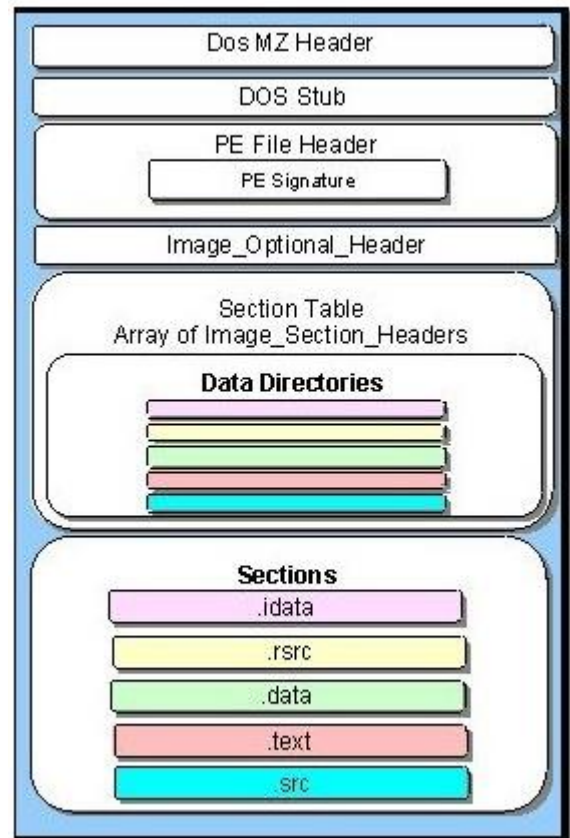 Dos MZ Header
DOS Stub
PE File Header
PE Signature
Image_Optional_Header
Section Table
Array of Image_Section_Headers
Data Directories
Sections
.idata
.rsrc
.data
.text
.src